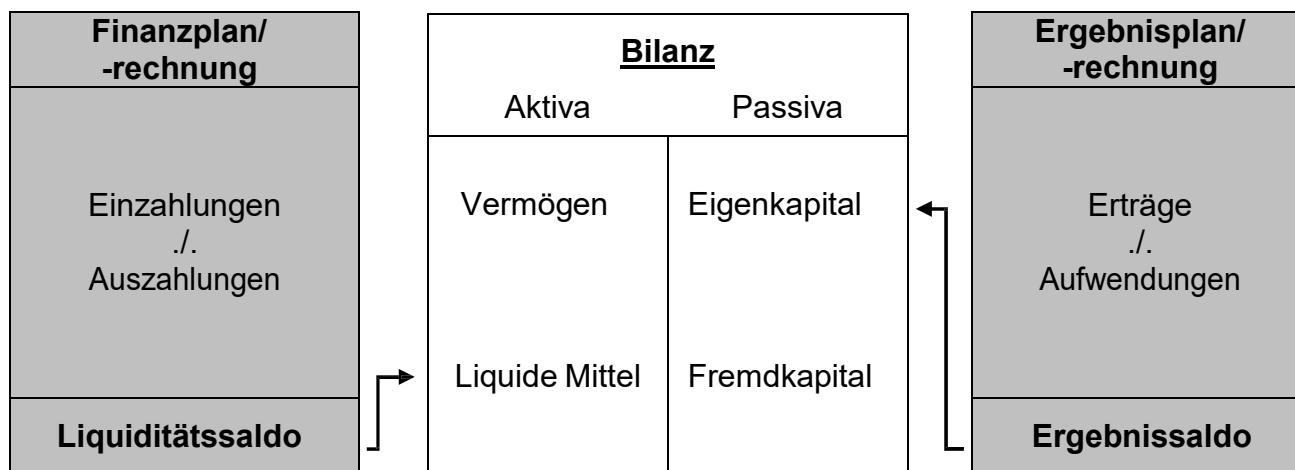 Finanzplan/
-rechnung
Einzahlungen
./.
Auszahlungen
Liquiditätssaldo
Bilanz
Aktiva Passiva
Vermögen Eigenkapital
Liquide Mittel Fremdkapital
Ergebnisplan/
-rechnung
Erträge
./.
Aufwendungen
Ergebnissaldo